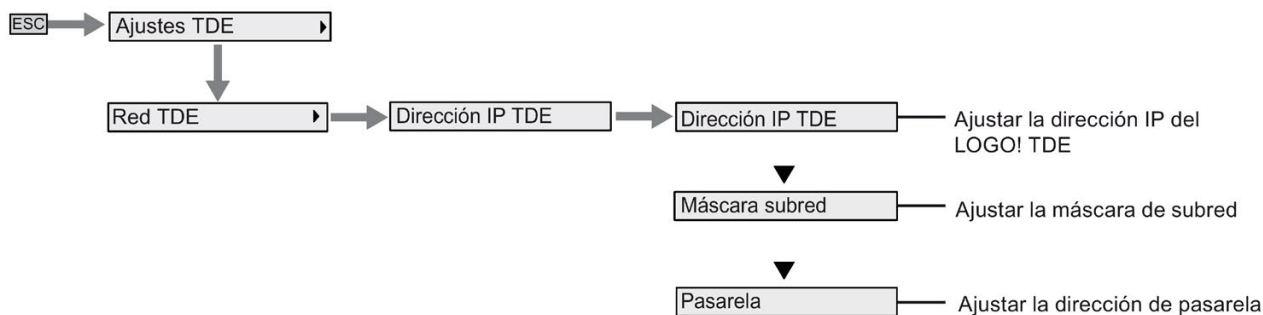 ESC
Ajustes TDE
Red TDE
Dirección IP TDE
Dirección IP TDE
Ajustar la dirección IP del
LOGO! TDE
Máscara subred
Ajustar la máscara de subred
Pasarela
Ajustar la dirección de pasarela